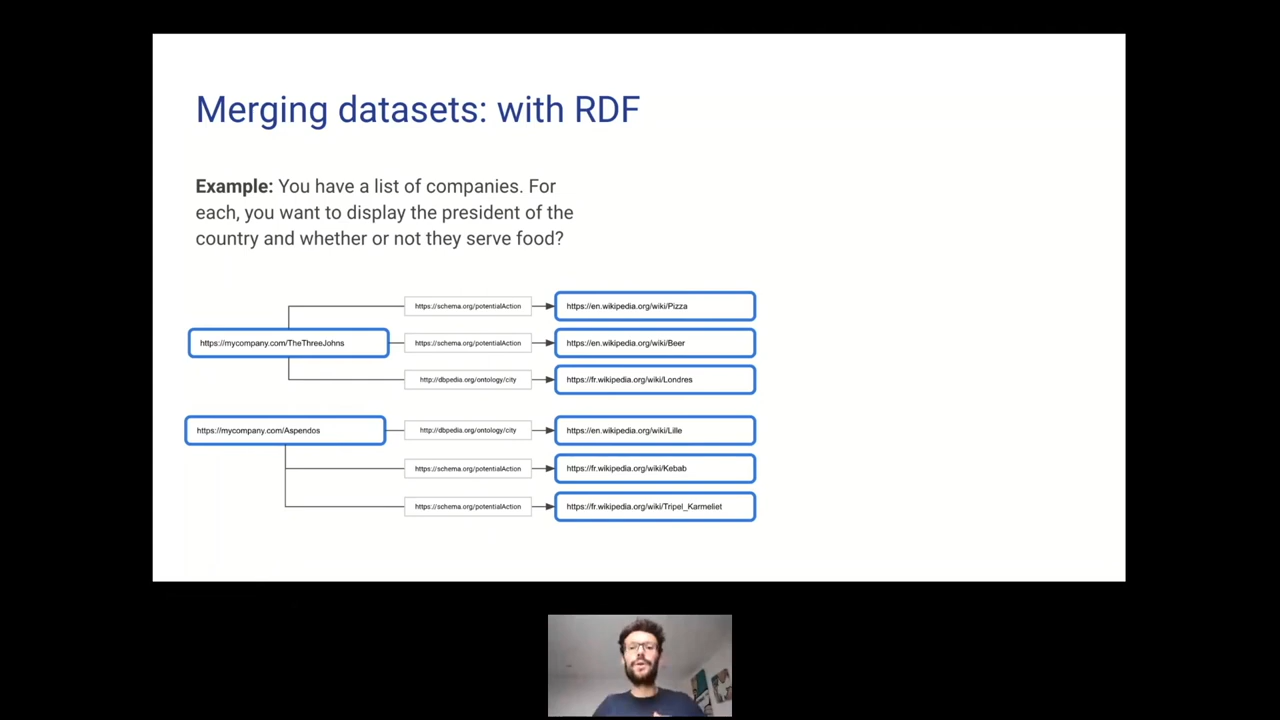 Merging datasets: with RDF
Example: You have a list of companies. For
each, you want to display the president of the
country and whether or not they serve food?
https://schema.org/potentialAction
https://en.wikipedia.org/wiki/Pizza
https://mycompany.com/TheThreeJohns
https://schema.org/potentialAction
https://en.wikipedia.org/wiki/Beer
http://dbpedia.org/ontology/city
https://fr.wikipedia.org/wiki/Londres
https://mycompany.com/Aspendos
http://dbpedia.org/ontology/city
https://en.wikipedia.org/wiki/Lille
https://schema.org/potentialAction
https://fr.wikipedia.org/wiki/Kebab
https://schema.org/potentialAction
https://fr.wikipedia.org/wiki/Tripel_Karmeliet